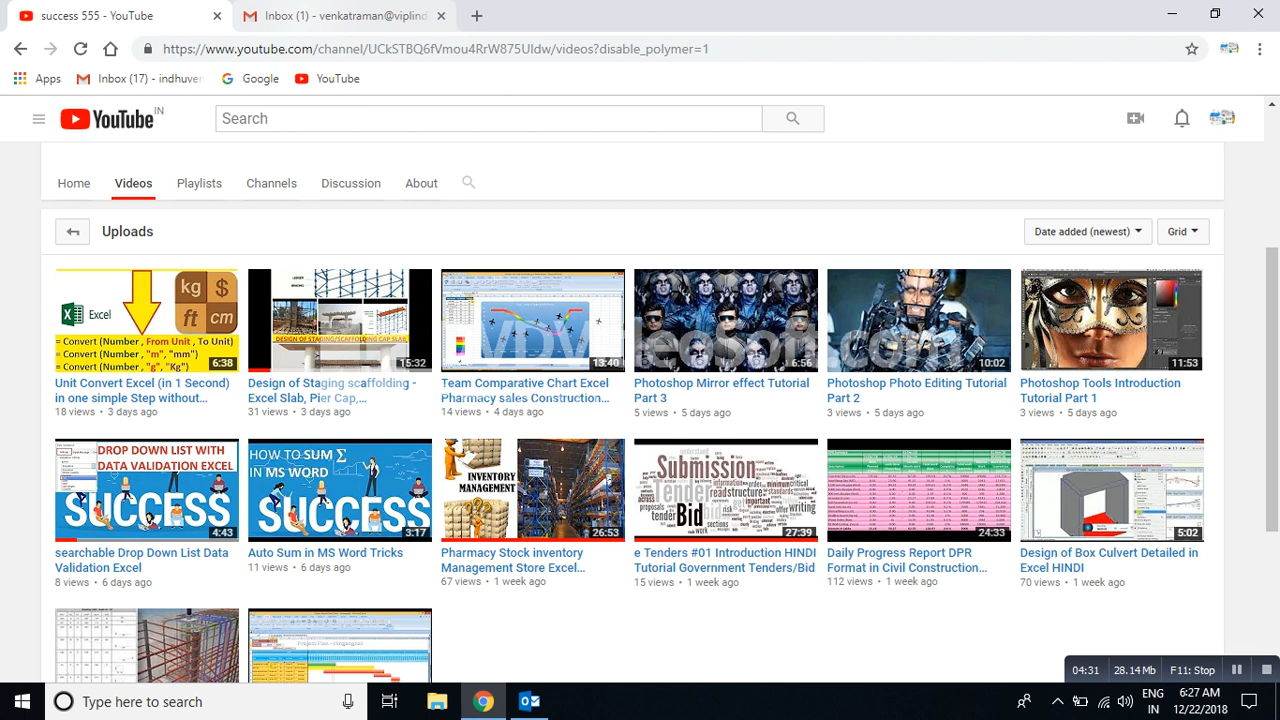 success 555 - YouTube
Inbox (1) - venkatraman@viplind
https://www.youtube.com/channel/UCkSTBQ6fVmou4RrW875UIdw/videos?disable_polymer=1
Apps
Inbox (17) - indhuven
Google
YouTube
YouTube IN
Search
Home
Videos
Playlists
Channels
Discussion
About
Uploads
Date added (newest)
Grid
Excel
kg $
ft cm
= Convert (Number , From Unit , To Unit)
= Convert (Number , "m", "mm")
= Convert (Number , "g", "Kg")
6:38
DESIGN OF STAGING/SCAFFOLDING CAP SLAB
15:32
13:40
6:56
10:02
11:53
Unit Convert Excel (in 1 Second)
in one simple Step without...
18 views • 3 days ago
Design of Staging scaffolding -
Excel Slab, Pier Cap,...
31 views • 3 days ago
Team Comparative Chart Excel
Pharmacy sales Construction...
14 views • 4 days ago
Photoshop Mirror effect Tutorial
Part 3
5 views • 5 days ago
Photoshop Photo Editing Tutorial
Part 2
3 views • 5 days ago
Photoshop Tools Introduction
Tutorial Part 1
3 views • 5 days ago
DROP DOWN LIST WITH
DATA VALIDATION EXCEL
SUCCESS
4:43
HOW TO SUM Σ
IN MS WORD
SUCCESS
3:17
INVENTORY
MANAGEMENT
26:53
Submission
Bid
writing
27:39
24:33
5:02
searchable Drop Down List Data
Validation Excel
8 views • 6 days ago
Auto Sum in MS Word Tricks
11 views • 6 days ago
Pharmacy Stock inventory
Management Store Excel...
67 views • 1 week ago
e Tenders #01 Introduction HINDI
Tutorial Government Tenders/Bid
15 views • 1 week ago
Daily Progress Report DPR
Format in Civil Construction...
112 views • 1 week ago
Design of Box Culvert Detailed in
Excel HINDI
70 views • 1 week ago
04:31
28.14 Mb
F11: Stop
Type here to search
ENG
IN
6:27 AM
12/22/2018